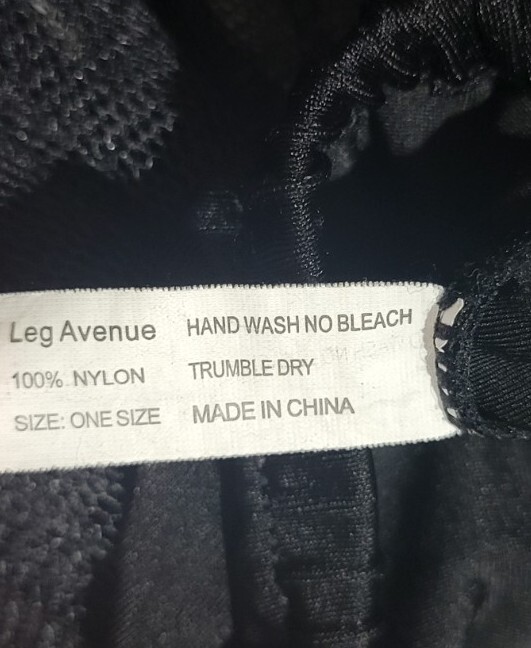 Leg Avenue HAND WASH NO BLEACH
100% NYLON TRUMBLE DRY
SIZE: ONE SIZE MADE IN CHINA